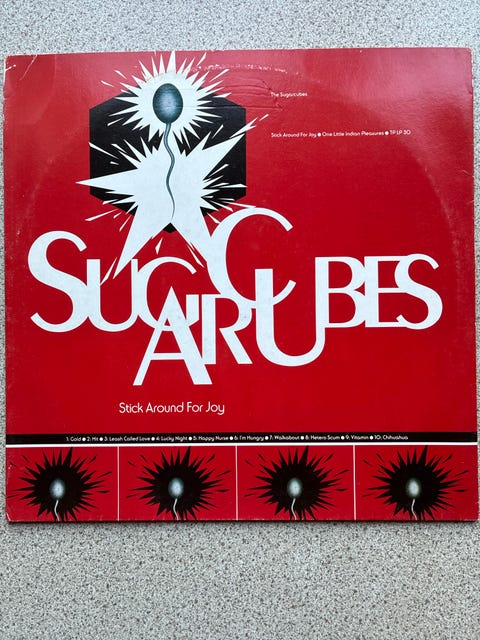 The Sugarcubes
Stick Around For Joy ● One Little Indian Pleasures ● TP LP 30
SUGARCUBES
Stick Around For Joy
1: Gold ● 2: Hit ● 3: Leash Called Love ● 4: Lucky Night ● 5: Happy Nurse ● 6: I'm Hungry ● 7: Walkabout ● 8: Hetero Scum ● 9: Vitamin ● 10: Chihuahua